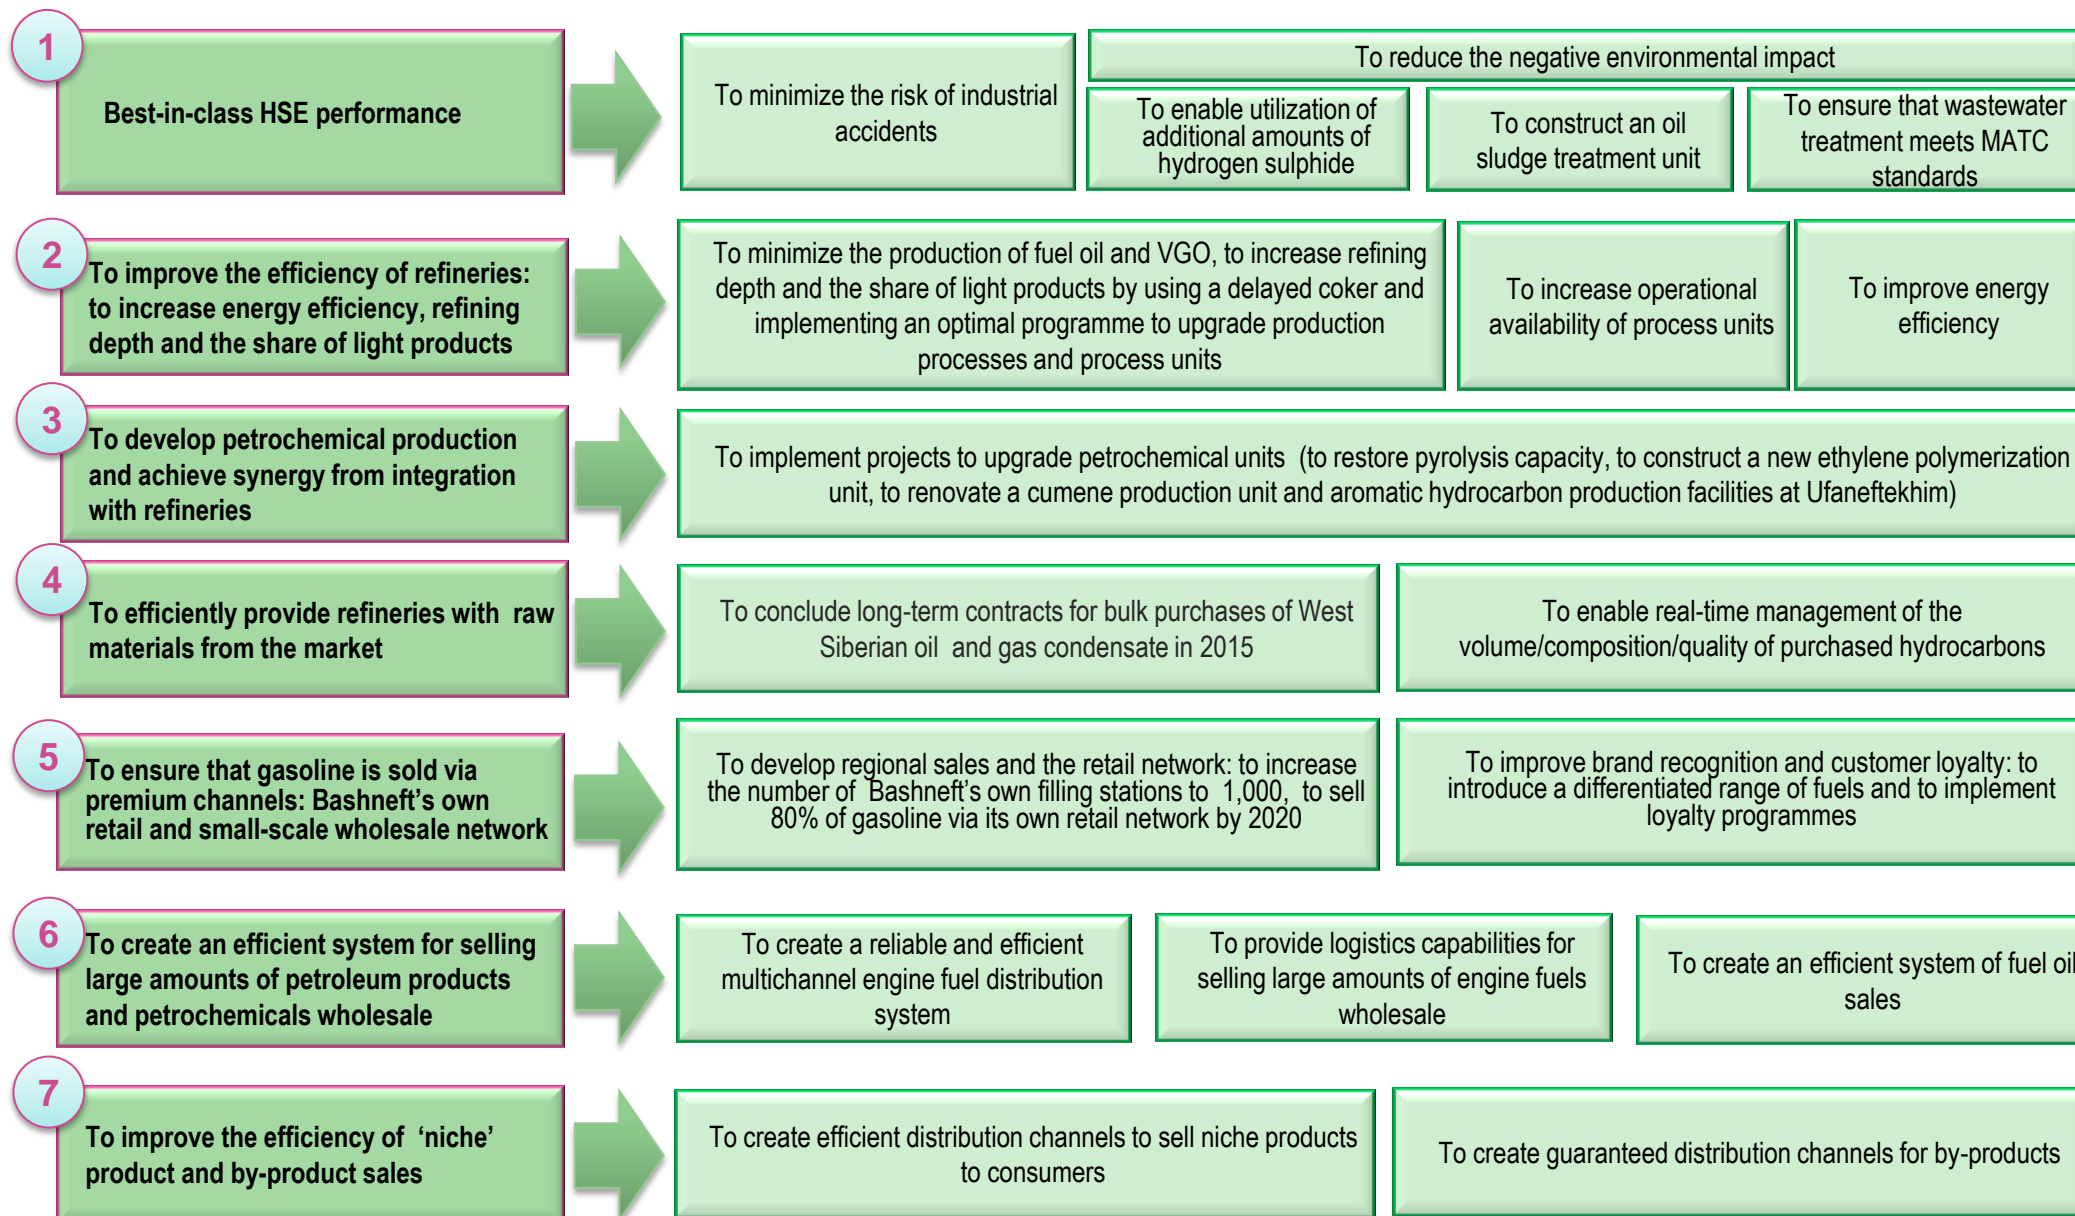 1
Best-in-class HSE performance
To minimize the risk of industrial
accidents
To reduce the negative environmental impact
To enable utilization of
additional amounts of
hydrogen sulphide
To construct an oil
sludge treatment unit
To ensure that wastewater
treatment meets MATC
standards
2
To improve the efficiency of refineries:
to increase energy efficiency, refining
depth and the share of light products
To minimize the production of fuel oil and VGO, to increase refining
depth and the share of light products by using a delayed coker and
implementing an optimal programme to upgrade production
processes and process units
To increase operational
availability of process units
To improve energy
efficiency
3
To develop petrochemical production
and achieve synergy from integration
with refineries
To implement projects to upgrade petrochemical units (to restore pyrolysis capacity, to construct a new ethylene polymerization
unit, to renovate a cumene production unit and aromatic hydrocarbon production facilities at Ufaneftekhim)
4
To efficiently provide refineries with raw
materials from the market
To conclude long-term contracts for bulk purchases of West
Siberian oil and gas condensate in 2015
To enable real-time management of the
volume/composition/quality of purchased hydrocarbons
5
To ensure that gasoline is sold via
premium channels: Bashneft's own
retail and small-scale wholesale network
To develop regional sales and the retail network: to increase
the number of Bashneft's own filling stations to 1,000, to sell
80% of gasoline via its own retail network by 2020
To improve brand recognition and customer loyalty: to
introduce a differentiated range of fuels and to implement
loyalty programmes
6
To create an efficient system for selling
large amounts of petroleum products
and petrochemicals wholesale
To create a reliable and efficient
multichannel engine fuel distribution
system
To provide logistics capabilities for
selling large amounts of engine fuels
wholesale
To create an efficient system of fuel oil
sales
7
To improve the efficiency of 'niche'
product and by-product sales
To create efficient distribution channels to sell niche products
to consumers
To create guaranteed distribution channels for by-products